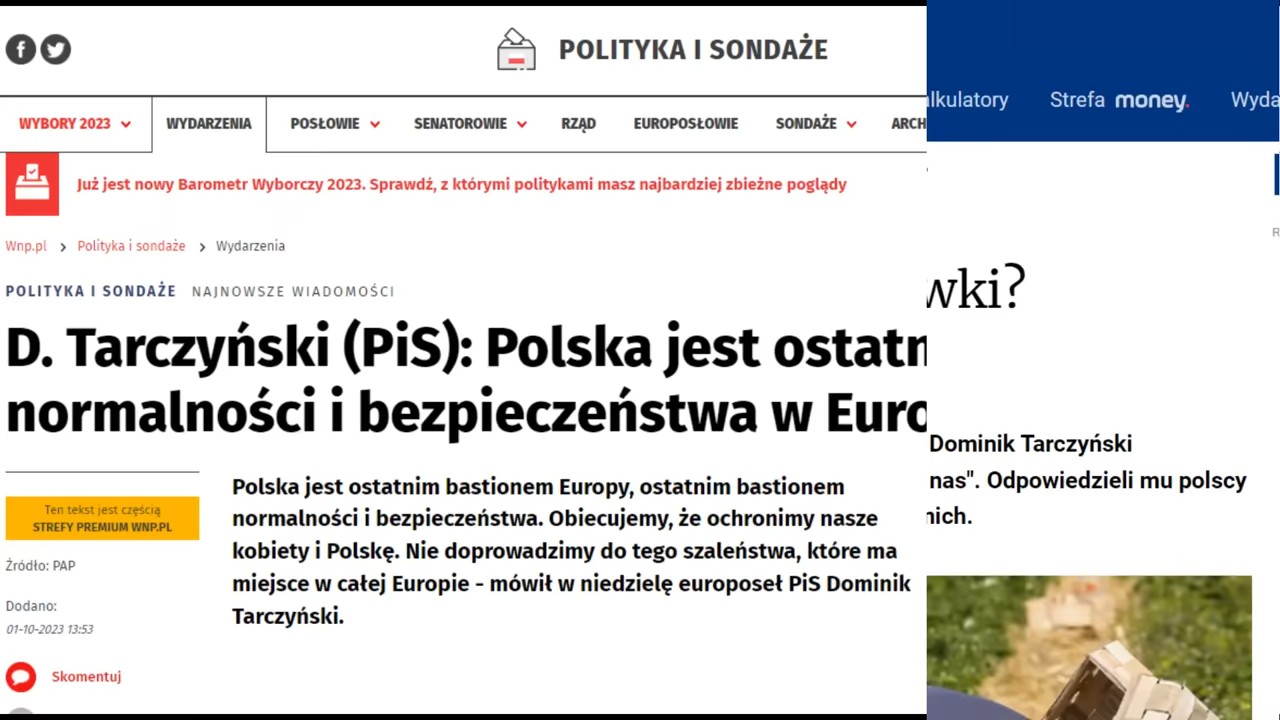 POLITYKA I SONDAŻE
WYBORY 2023 WYDARZENIA POSŁOWIE SENATOROWIE RZĄD EUROPOSŁOWIE SONDAŻE ARCH
Już jest nowy Barometr Wyborczy 2023. Sprawdź, z którymi politykami masz najbardziej zbieżne poglądy
Wnp.pl > Polityka i sondaże > Wydarzenia
POLITYKA I SONDAŻE NAJNOWSZE WIADOMOŚCI
D. Tarczyński (PiS): Polska jest ostatn
normalności i bezpieczeństwa w Euro
Ten tekst jest częścią
STREFY PREMIUM WNP.PL
Źródło: PAP
Dodano:
01-10-2023 13:53
Skomentuj
Polska jest ostatnim bastionem Europy, ostatnim bastionem
normalności i bezpieczeństwa. Obiecujemy, że ochronimy nasze
kobiety i Polskę. Nie doprowadzimy do tego szaleństwa, które ma
miejsce w całej Europie - mówił w niedzielę europoseł PiS Dominik
Tarczyński.
lkulatory Strefa money. Wyda
R
wki?
Dominik Tarczyński
nas". Odpowiedzieli mu polscy
nich.